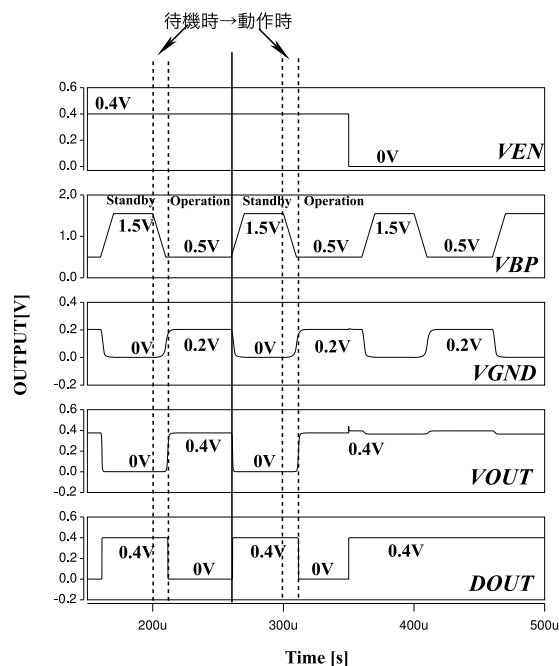 待機時→動作時
OUTPUT[V]
0.6
0.4
0.2
0.0
0.4V
0V
VEN
2.0
1.0
0.0
Standby Operation Standby Operation
1.5V 0.5V 1.5V 0.5V 1.5V 0.5V
VBP
0.4
0.2
0.0
-0.2
0V 0.2V 0V 0.2V 0.2V
VGND
0.6
0.4
0.2
0.0
-0.2
0V 0.4V 0V 0.4V
VOUT
0.6
0.4
0.2
0.0
-0.2
0.4V 0V 0.4V 0V 0.4V
DOUT
200u 300u 400u 500u
Time [s]